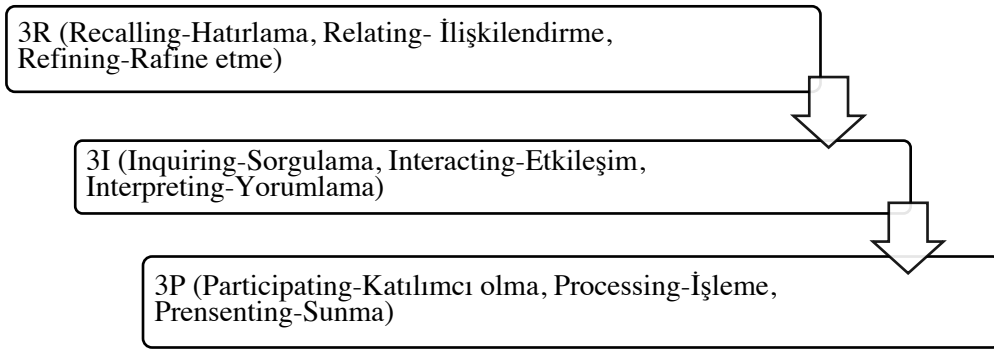 3R (Recalling-Hatırlama, Relating- İlişkilendirme,
Refining-Rafine etme)
3I (Inquiring-Sorgulama, Interacting-Etkileşim,
Interpreting-Yorumlama)
3P (Participating-Katılımcı olma, Processing-İşleme,
Prensenting-Sunma)